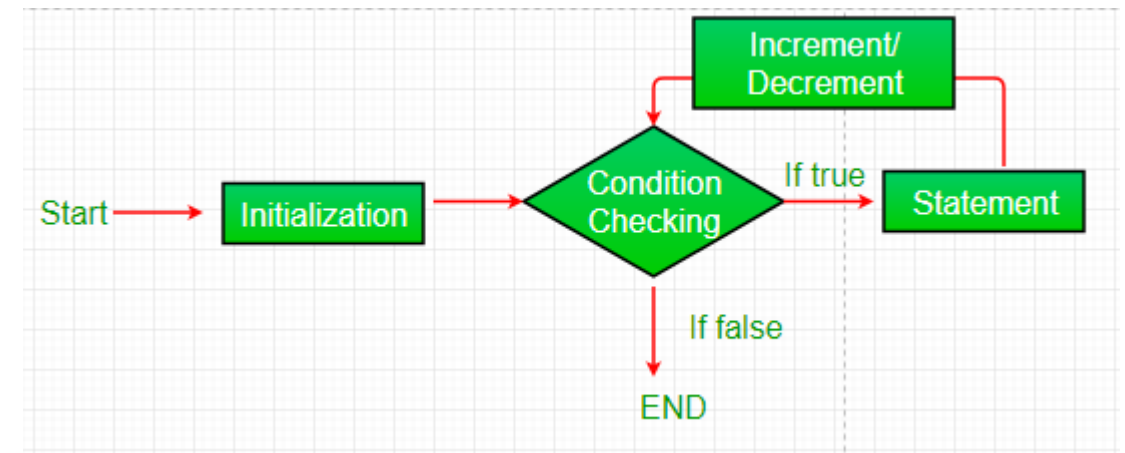 Increment/
Decrement
Condition
Checking
If true
Statement
Start
Initialization
If false
END